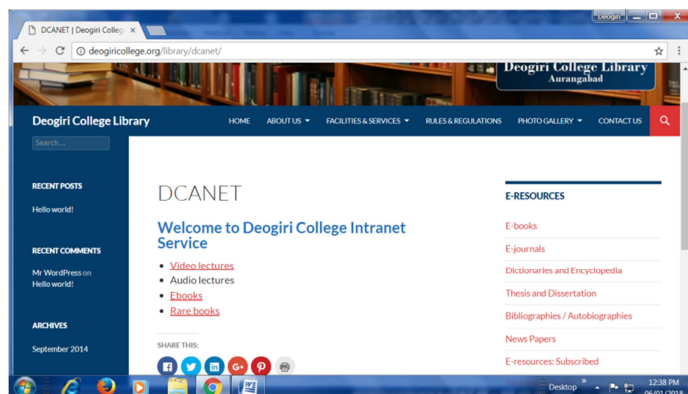 Deogiri
DCANET | Deogiri Colleg
deogiricollege.org/library/dcanet/
Deogiri College Library
Aurangabad
Deogiri College Library
HOME ABOUT US FACILITIES & SERVICES RULES & REGULATIONS PHOTO GALLERY CONTACT US
Search ...
RECENT POSTS
Hello world!
RECENT COMMENTS
Mr WordPress on
Hello world!
ARCHIVES
September 2014
DCANET
Welcome to Deogiri College Intranet
Service
Video lectures
Audio lectures
Ebooks
Rare books
SHARE THIS:
E-RESOURCES
E-books
E-journals
Dictionaries and Encyclopedia
Thesis and Dissertation
Bibliographies / Autobiographies
News Papers
E-resources: Subscribed
Desktop
12:38 PM
06/01/2018